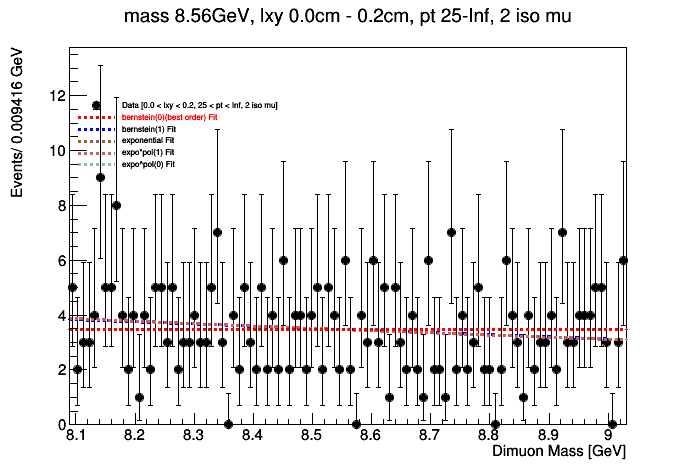 mass 8.56GeV, lxy 0.0cm - 0.2cm, pt 25-Inf, 2 iso mu
Events/ 0.009416 GeV
12
10
8
6
4
2
0
Data [0.0 < lxy < 0.2, 25 < pt < Inf, 2 iso mu]
bernstein(0)(best order) Fit
bernstein(1) Fit
exponential Fit
expo*pol(1) Fit
expo^pol(0) Fit
8.1 8.2 8.3 8.4 8.5 8.6 8.7 8.8 8.9 9
Dimuon Mass [GeV]